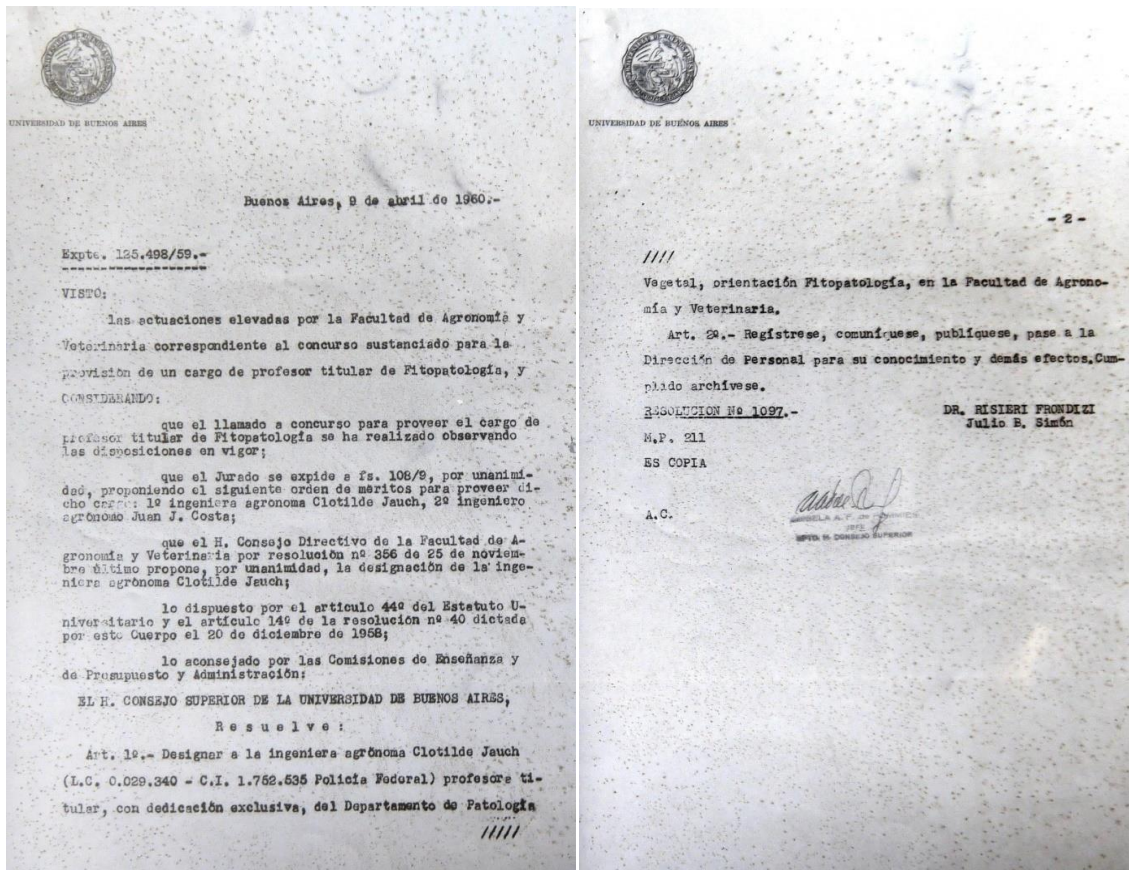 UNIVERSIDAD DE BUENOS AIRES
Buenos Aires, 9 de abril de 1960.-
Expte. 125.498/59.-
VISTO:
las actuaciones elevadas por la Facultad de Agronomía y
Veterinaria correspondiente al concurso sustanciado para la
provisión de un cargo de profesor titular de Fitopatología, y
CONSIDERANDO:
que el llamado a concurso para proveer el cargo de
profesor titular de Fitopatología se ha realizado observando
las disposiciones en vigor;
que el Jurado se expide a fs. 108/9, por unanimi-
dad, proponiendo el siguiente orden de méritos para proveer di-
cho cargo: 1º ingeniera agronoma Clotilde Jauch, 2º ingeniero
agrónomo Juan J. Costa;
que el H. Consejo Directivo de la Facultad de A-
gronomía y Veterinaria por resolución nº 356 de 25 de noviem-
bre último propone, por unanimidad, la designación de la inge-
niera agrónoma Clotilde Jauch;
lo dispuesto por el artículo 44º del Estatuto U-
niversitario y el artículo 14º de la resolución nº 40 dictada
por este Cuerpo el 20 de diciembre de 1958;
lo aconsejado por las Comisiones de Enseñanza y
de Presupuesto y Administración:
EL H. CONSEJO SUPERIOR DE LA UNIVERSIDAD DE BUENOS AIRES,
Resuelve:
Art. 1º.- Designar a la ingeniera agrónoma Clotilde Jauch
(L.C. 0.029.340 - C.I. 1.752.535 Policía Federal) profesora ti-
tular, con dedicación exclusiva, del Departamento de Patología
/////
UNIVERSIDAD DE BUENOS AIRES
- 2 -
////
Vegetal, orientación Fitopatología, en la Facultad de Agrono-
mía y Veterinaria.
Art. 2º.- Regístrese, comuníquese, publíquese, pase a la
Dirección de Personal para su conocimiento y demás efectos.Cum-
plido archívese.
RESOLUCION Nº 1097.-
DR. RISIERI FRONDIZI
Julio B. Simón
M.P. 211
ES COPIA
A.C.
H. CONSEJO SUPERIOR